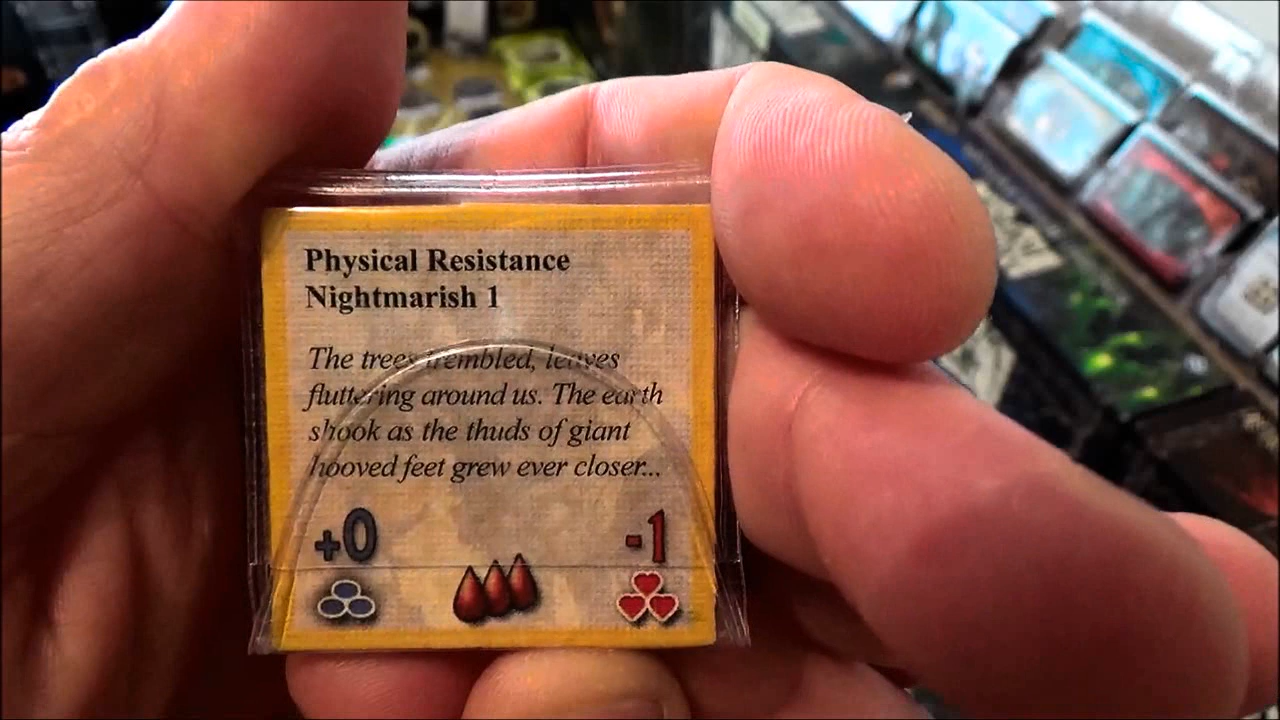 Physical Resistance
Nightmarish 1
The trees trembled, leaves
fluttering around us. The earth
shook as the thuds of giant
hooved feet grew ever closer...
+0 -1